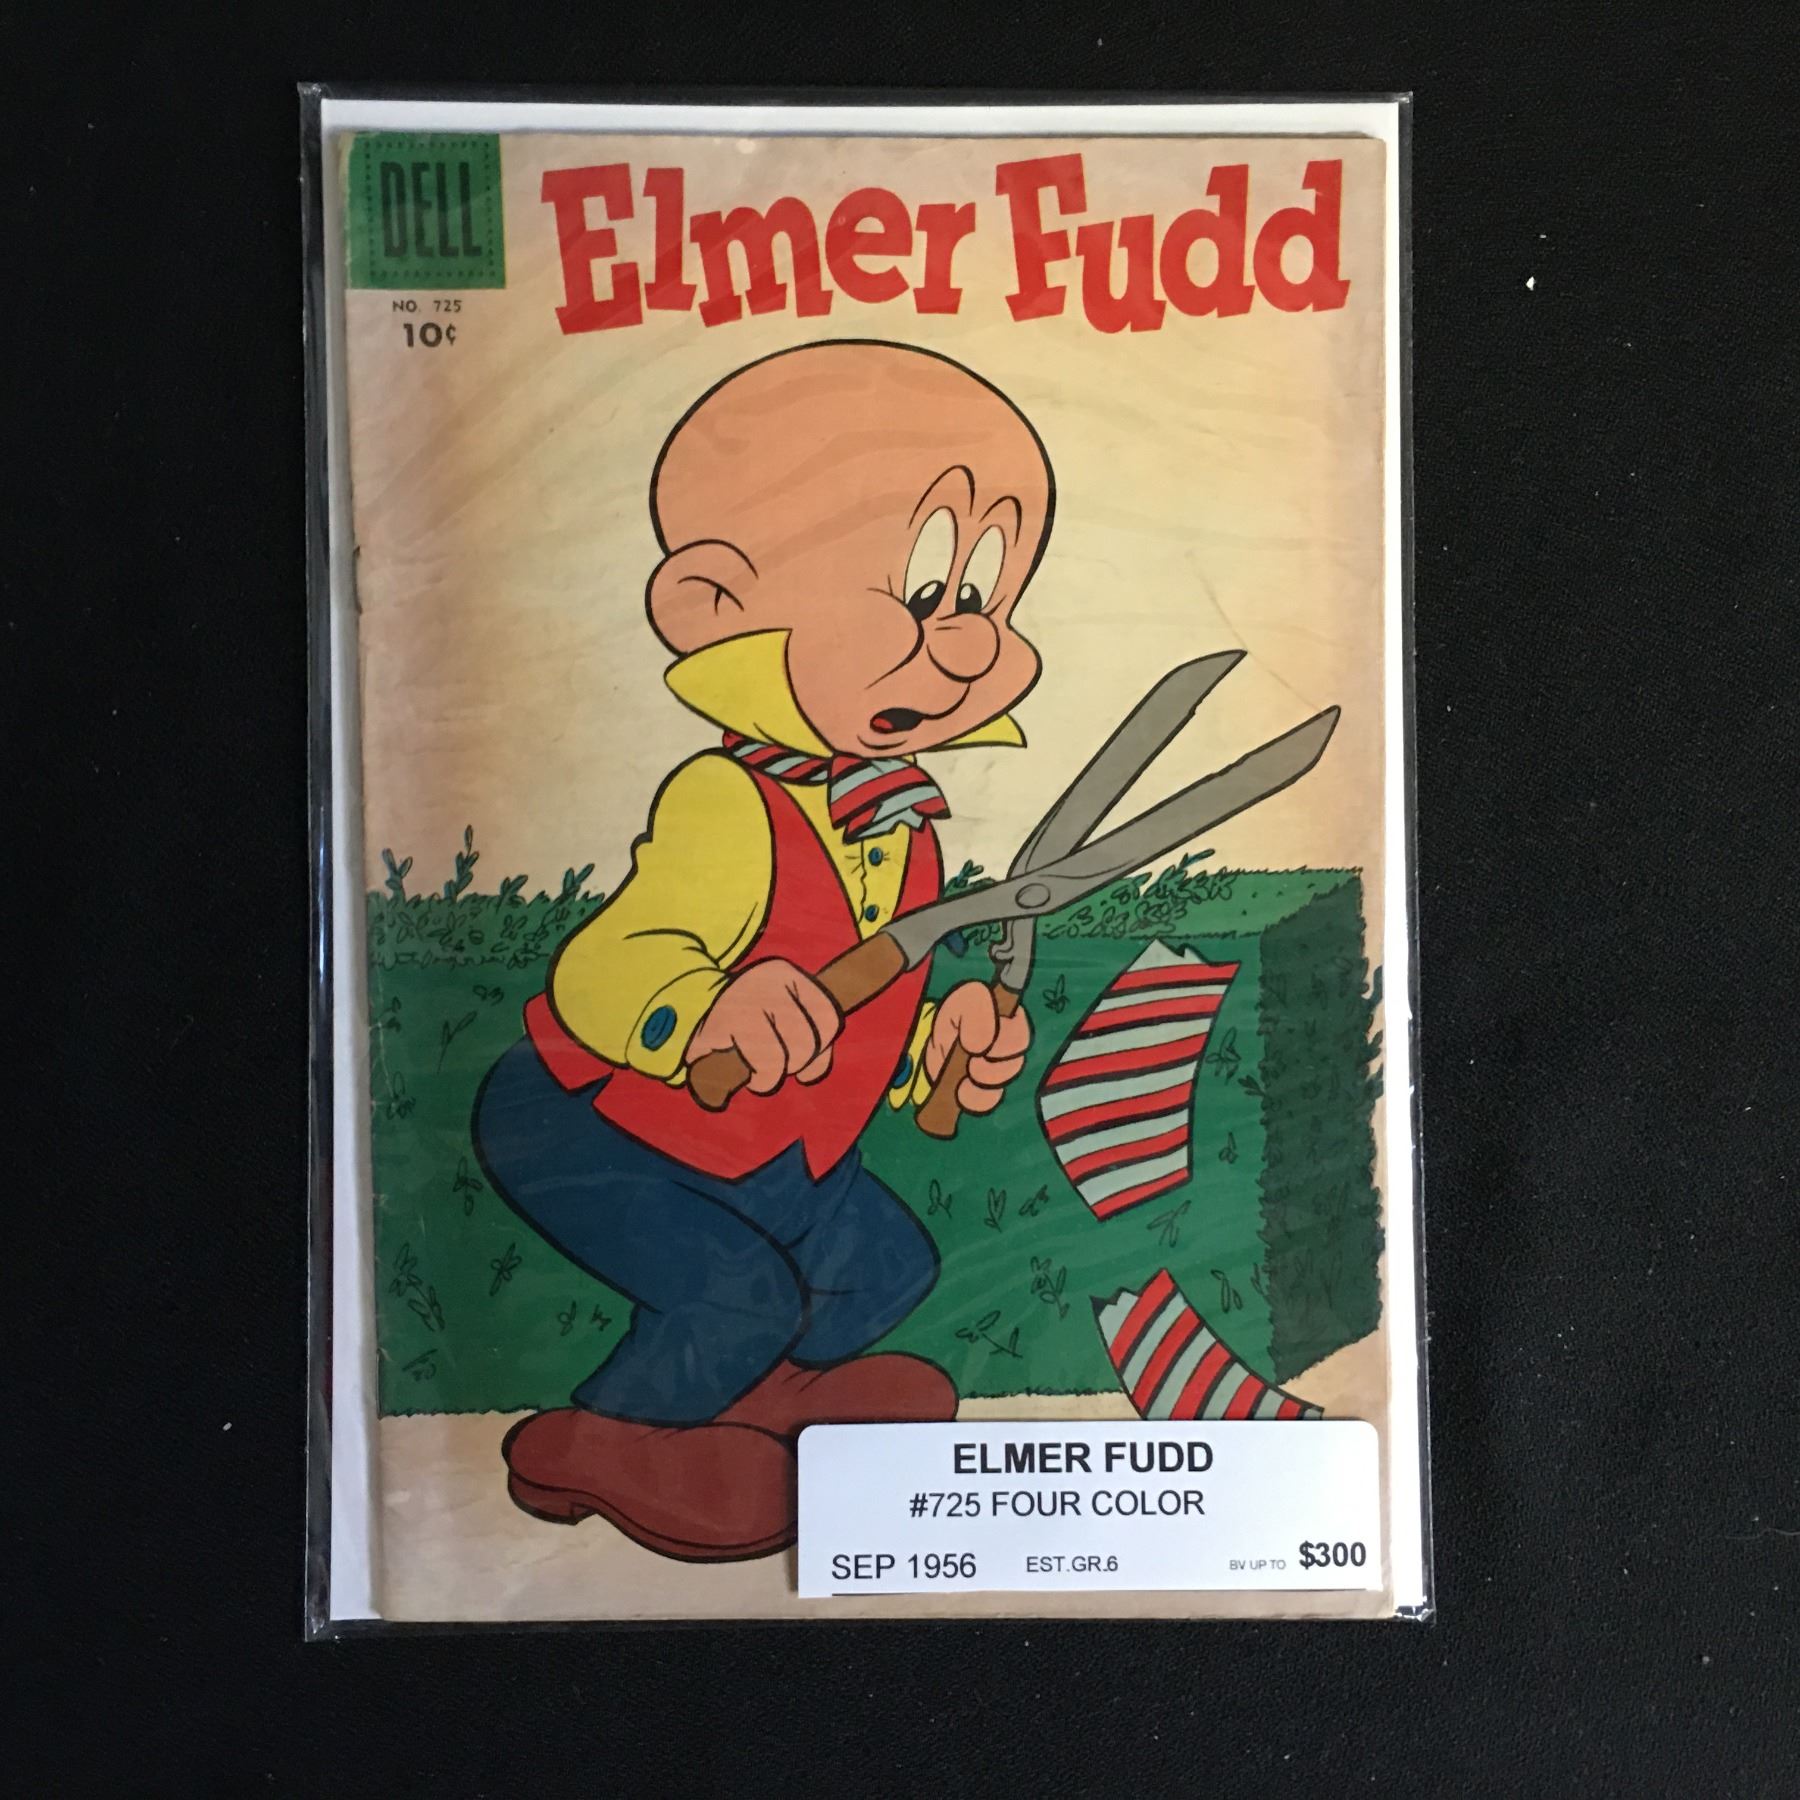 DELL
Elmer Fudd
NO. 725
10¢
ELMER FUDD
#725 FOUR COLOR
SEP 1956 EST.GR.6 BV UP TO $300